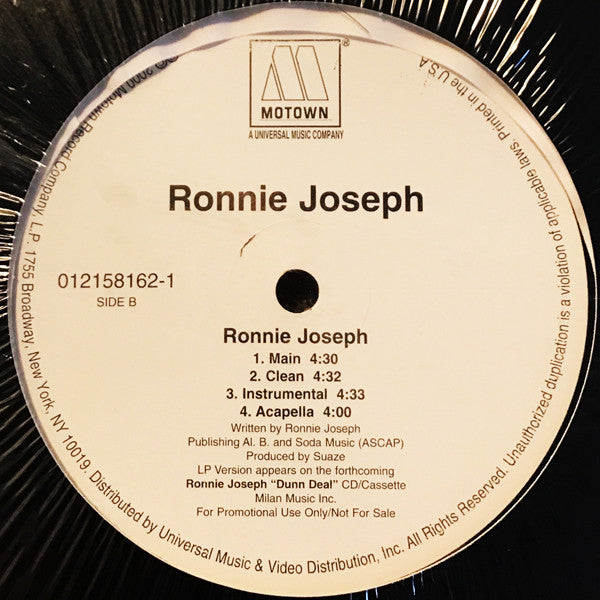 MOTOWN®
A UNIVERSAL MUSIC COMPANY
Ronnie Joseph
012158162-1
SIDE B
Ronnie Joseph
1. Main 4:30
2. Clean 4:32
3. Instrumental 4:33
4. Acapella 4:00
Written by Ronnie Joseph
Publishing Al. B. and Soda Music (ASCAP)
Produced by Suaze
LP Version appears on the forthcoming
Ronnie Joseph “Dunn Deal” CD/Cassette
Milan Music Inc.
For Promotional Use Only/Not For Sale
2000 Motown Record Company, L.P. 1755 Broadway, New York, NY 10019. Distributed by Universal Music & Video Distribution, Inc. All Rights Reserved. Unauthorized duplication is a violation of applicable laws. Printed in the U.S.A